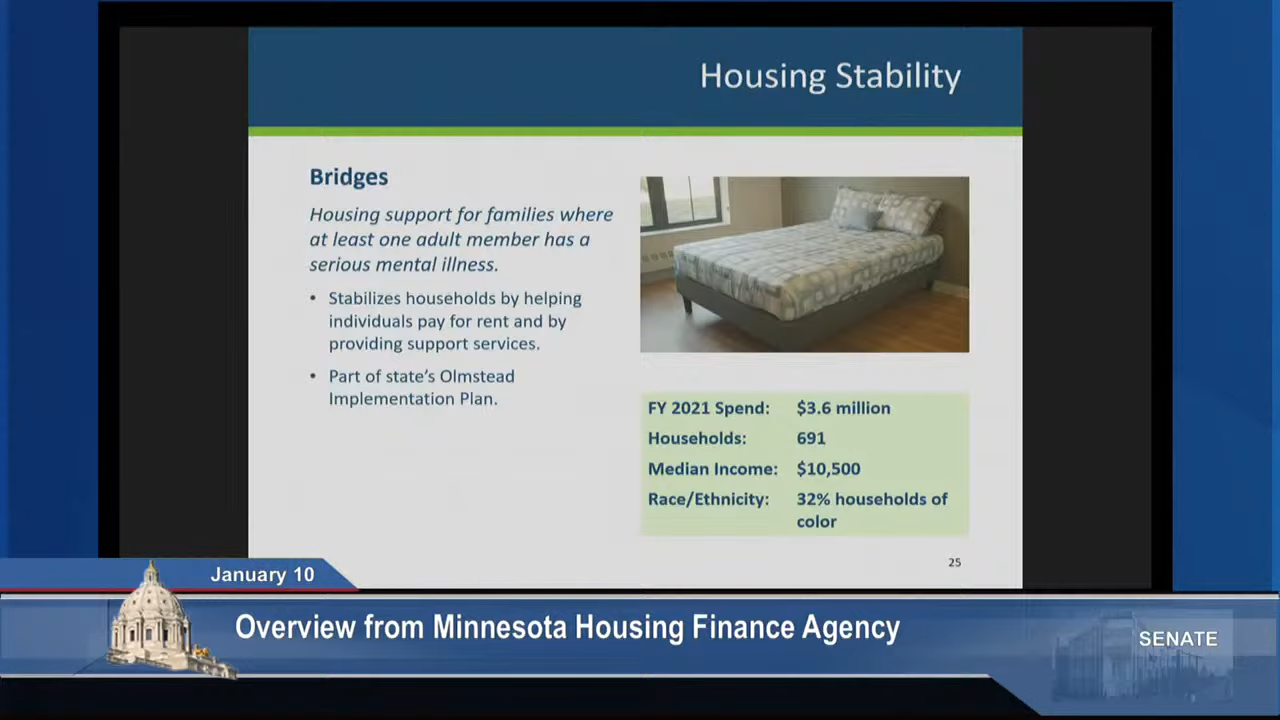 Housing Stability
Bridges
Housing support for families where
at least one adult member has a
serious mental illness.
• Stabilizes households by helping
individuals pay for rent and by
providing support services.
• Part of state's Olmstead
Implementation Plan.
FY 2021 Spend: $3.6 million
Households: 691
Median Income: $10,500
Race/Ethnicity: 32% households of
color
25
January 10
Overview from Minnesota Housing Finance Agency
SENATE